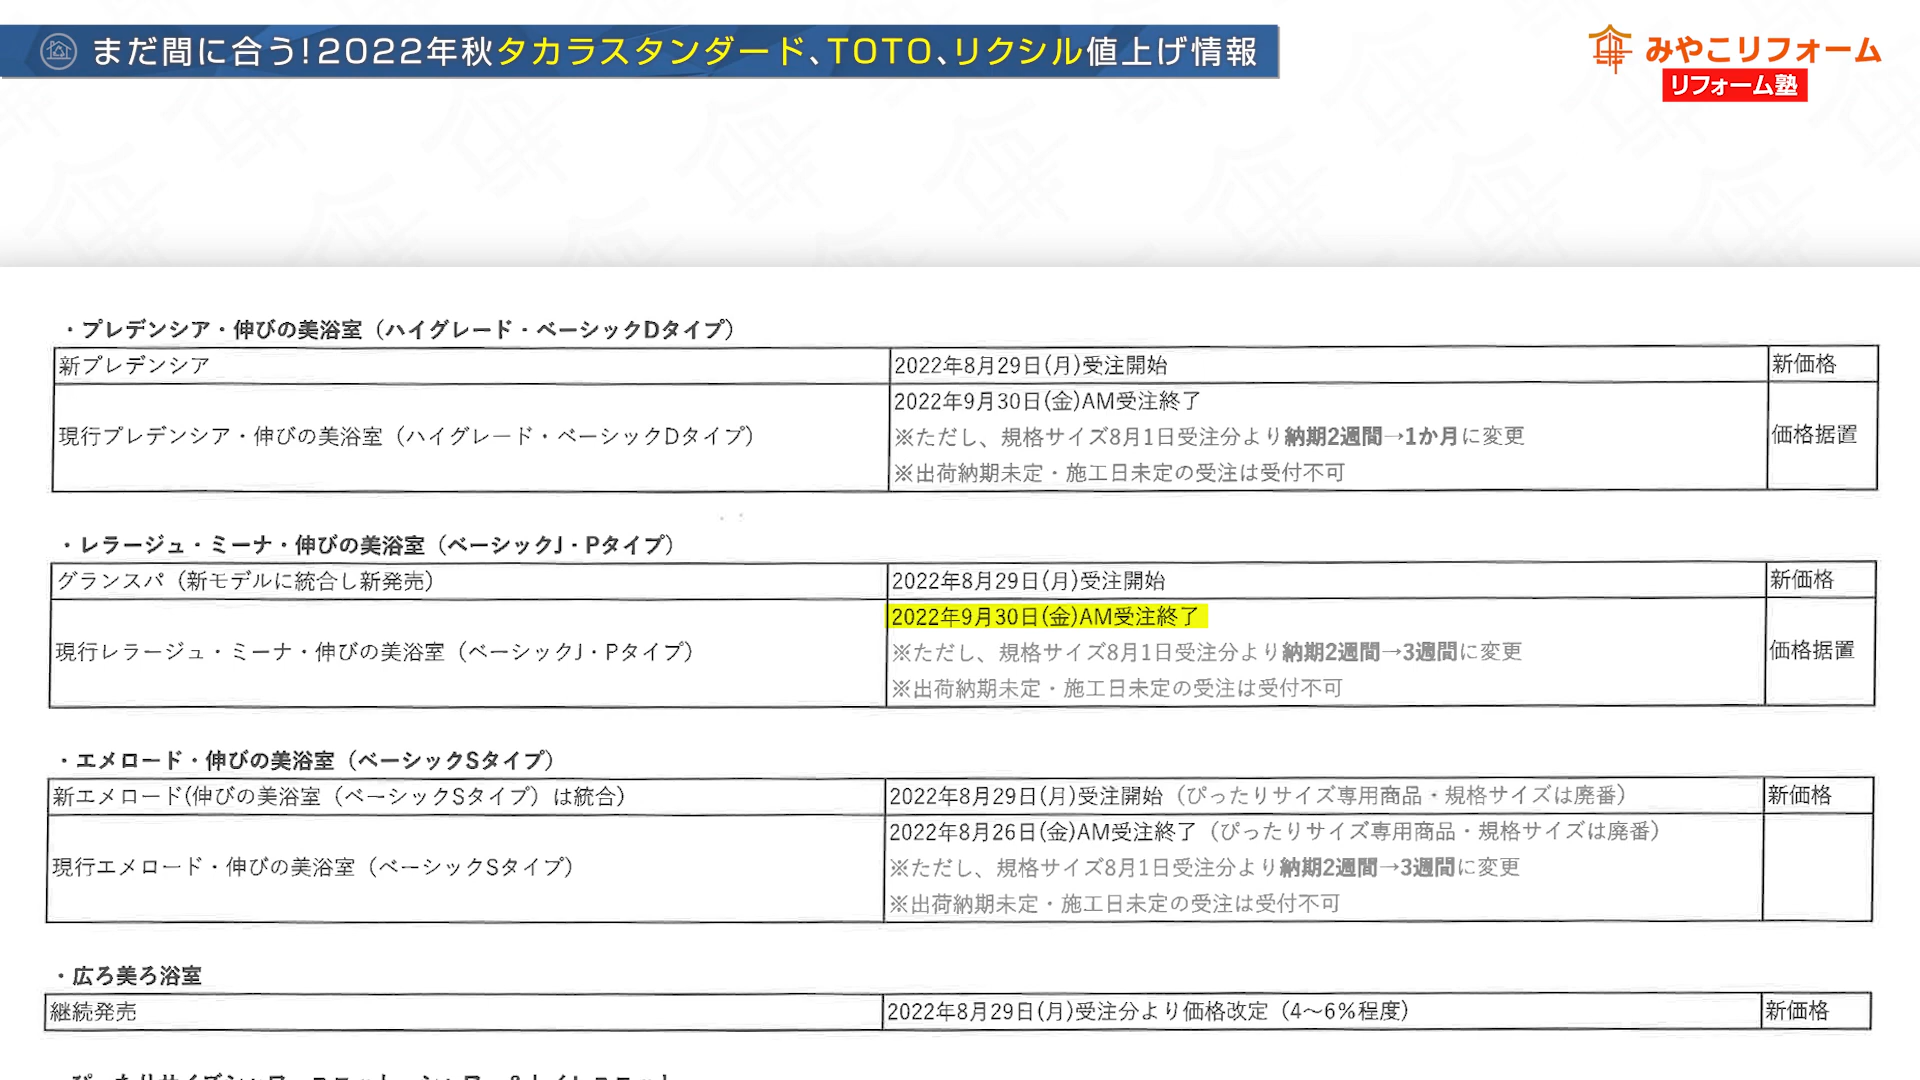 まだ間に合う!2022年秋タカラスタンダード、TOTO、リクシル値上げ情報
みやこリフォーム
リフォーム塾
・プレデンシア・伸びの美浴室（ハイグレード・ベーシックDタイプ）
新プレデンシア 2022年8月29日(月)受注開始 新価格
2022年9月30日(金)AM受注終了
現行プレデンシア・伸びの美浴室（ハイグレード・ベーシックDタイプ） ※ただし、規格サイズ8月1日受注分より納期2週間→1か月に変更 価格据置
※出荷納期未定・施工日未定の受注は受付不可
・レラージュ・ミーナ・伸びの美浴室（ベーシックJ・Pタイプ）
グランスパ（新モデルに統合し新発売） 2022年8月29日(月)受注開始 新価格
2022年9月30日(金)AM受注終了
現行レラージュ・ミーナ・伸びの美浴室（ベーシックJ・Pタイプ） ※ただし、規格サイズ8月1日受注分より納期2週間→3週間に変更 価格据置
※出荷納期未定・施工日未定の受注は受付不可
・エメロード・伸びの美浴室（ベーシックSタイプ）
新エメロード(伸びの美浴室（ベーシックSタイプ）は統合) 2022年8月29日(月)受注開始（ぴったりサイズ専用商品・規格サイズは廃番） 新価格
2022年8月26日(金)AM受注終了（ぴったりサイズ専用商品・規格サイズは廃番）
現行エメロード・伸びの美浴室（ベーシックSタイプ） ※ただし、規格サイズ8月1日受注分より納期2週間→3週間に変更
※出荷納期未定・施工日未定の受注は受付不可
・広ろ美ろ浴室
継続発売 2022年8月29日(月)受注分より価格改定（4〜6%程度） 新価格